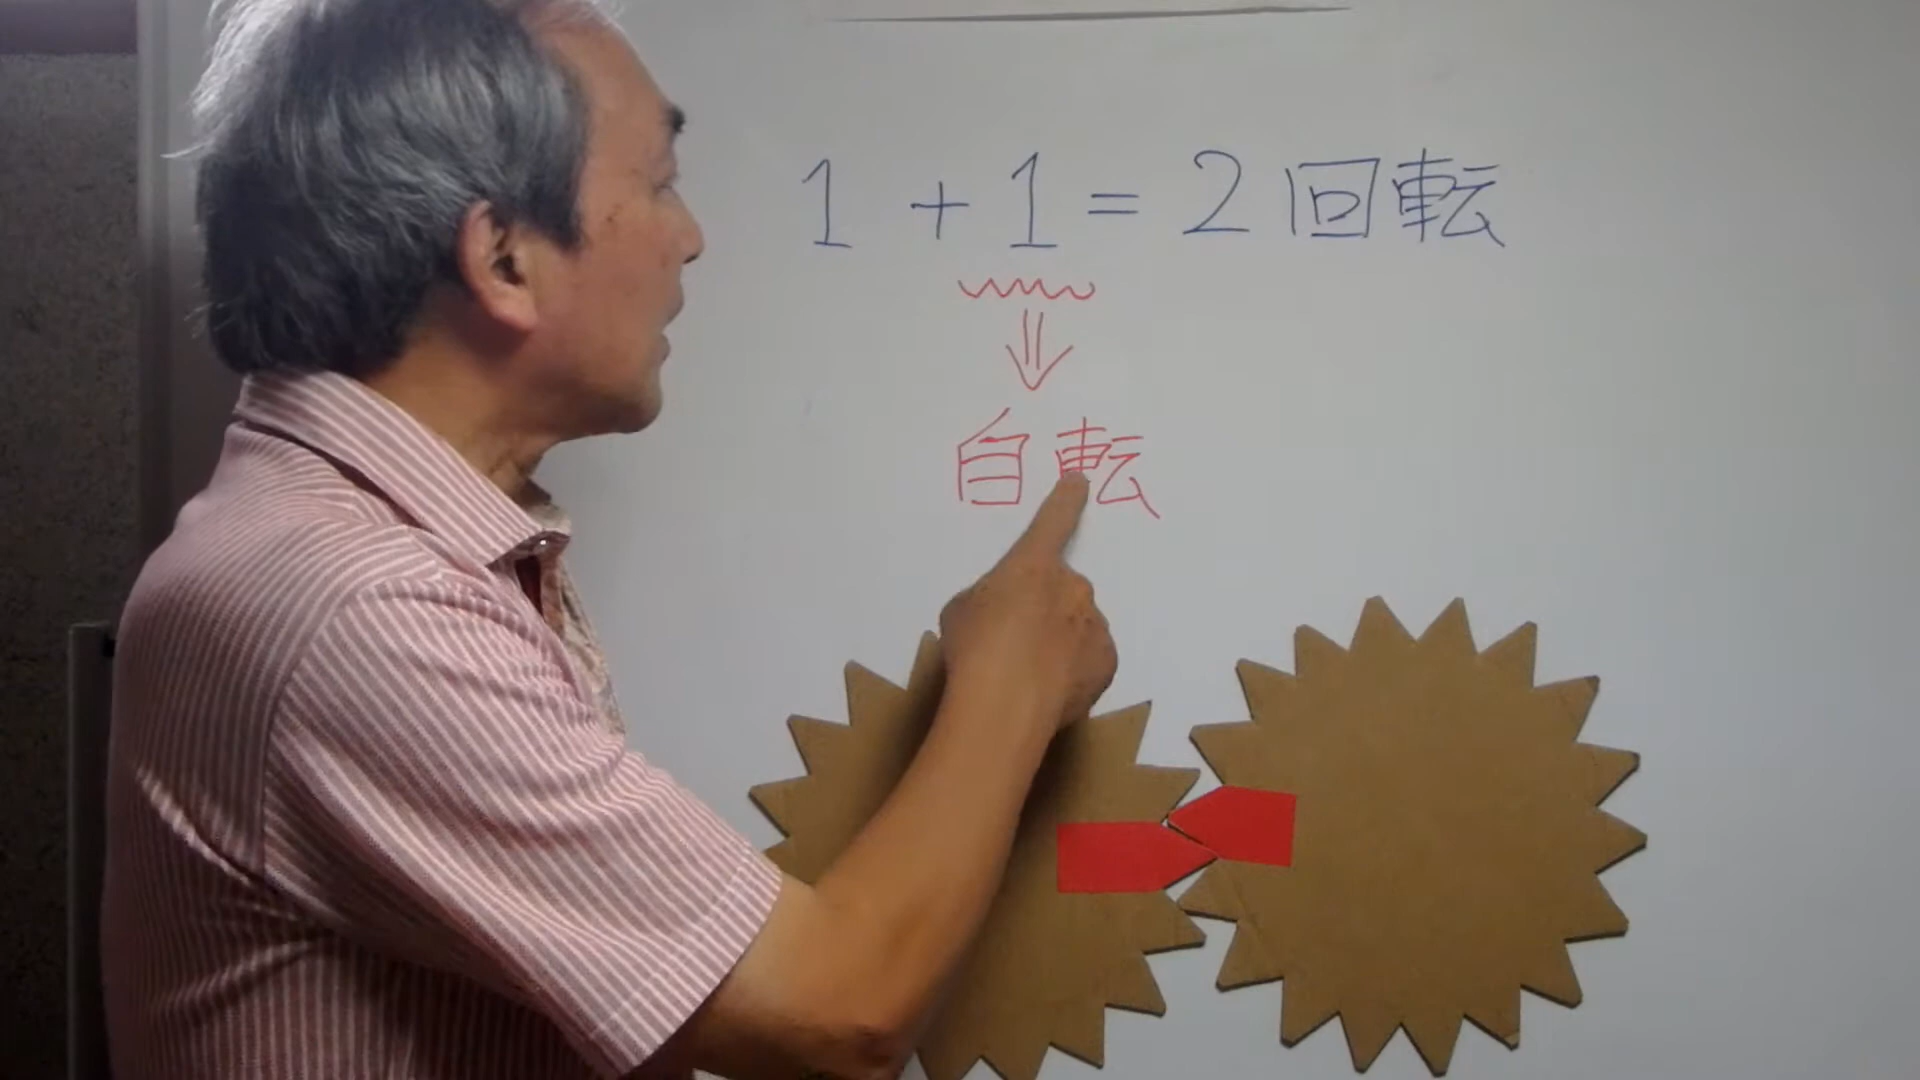 1 + 1 = 2回転
自転